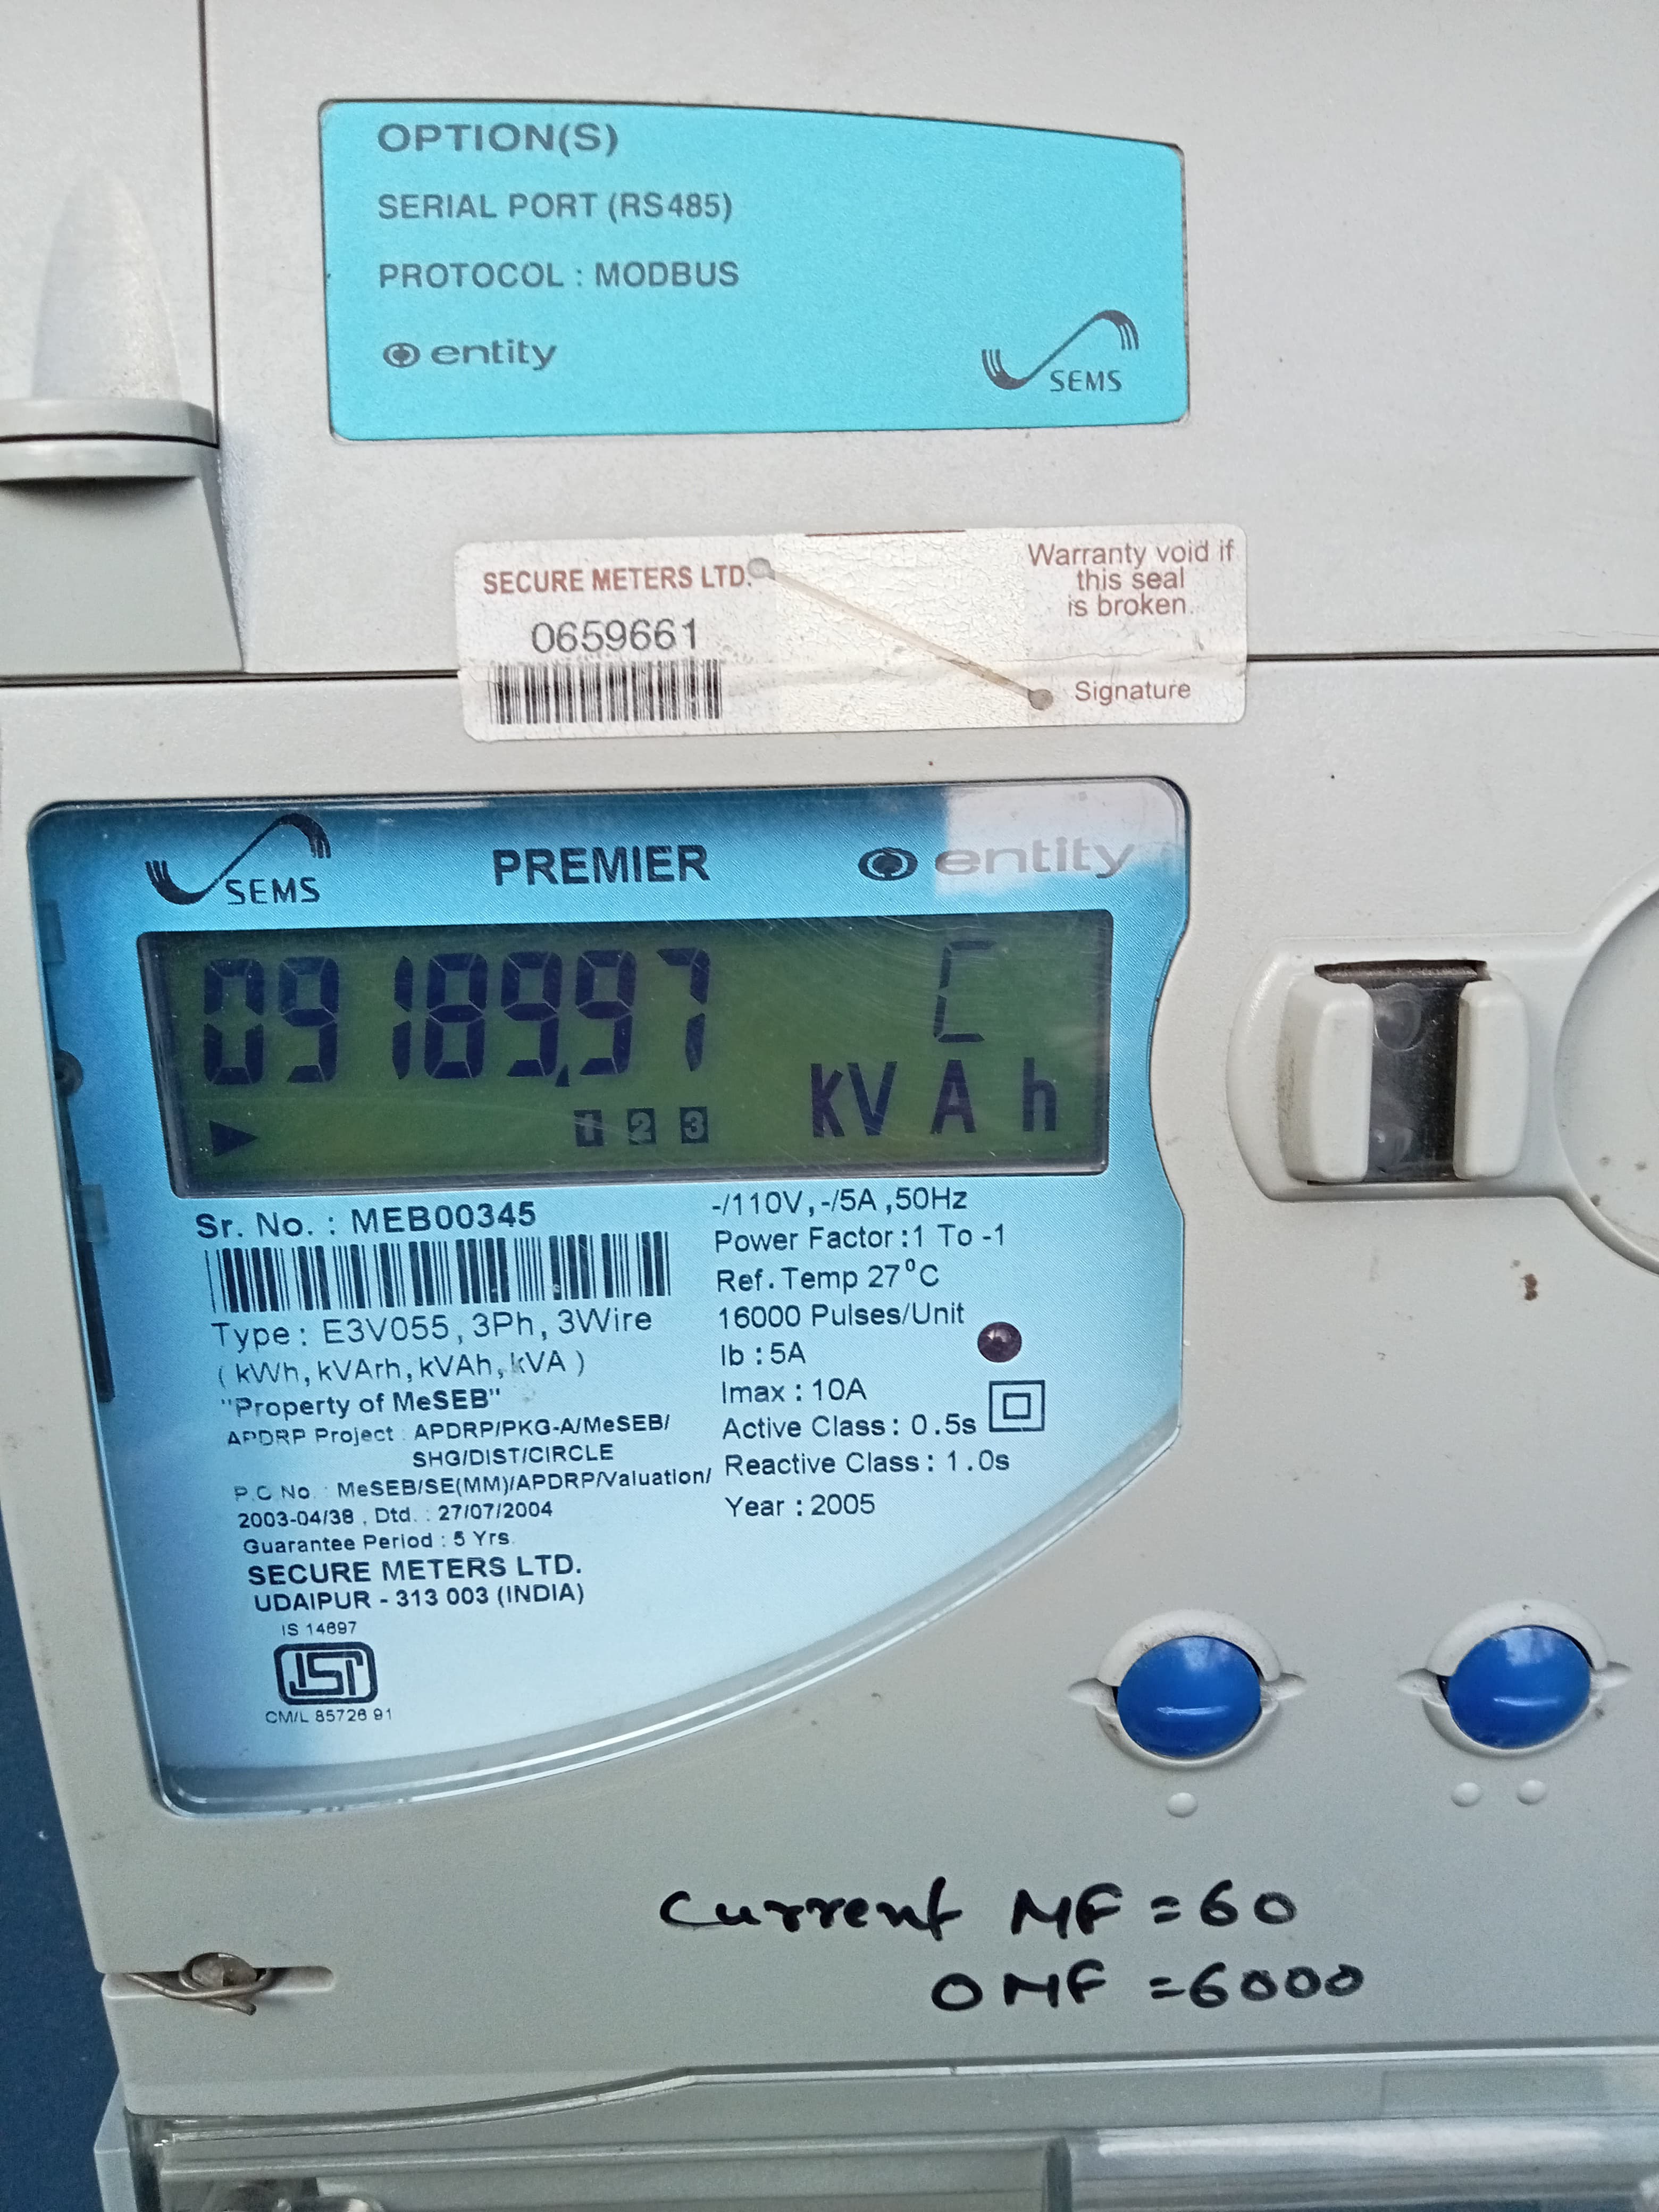 OPTION(S)
SERIAL PORT (RS485)
PROTOCOL : MODBUS
entity
SEMS
SECURE METERS LTD.
0659661
Warranty void if
this seal
is broken.
Signature
SEMS
PREMIER
entity
09189.97 C
1 2 3 kVAh
Sr. No. : MEB00345
Type : E3V055, 3Ph, 3Wire
(kWh, kVArh, kVAh, kVA)
"Property of MeSEB"
APDRP Project : APDRP/PKG-A/MeSEB/
SHG/DIST/CIRCLE
P.O. No. : MeSEB/SE(MM)/APDRP/Valuation/
2003-04/38, Dtd. : 27/07/2004
Guarantee Period : 5 Yrs.
SECURE METERS LTD.
UDAIPUR - 313 003 (INDIA)
IS 14697
ISI
CM/L 8572691
-/110V, -/5A, 50Hz
Power Factor :1 To -1
Ref. Temp 27°C
16000 Pulses/Unit
Ib : 5A
Imax : 10A
Active Class : 0.5s
Reactive Class : 1.0s
Year : 2005
Current MF = 60
OMF = 6000